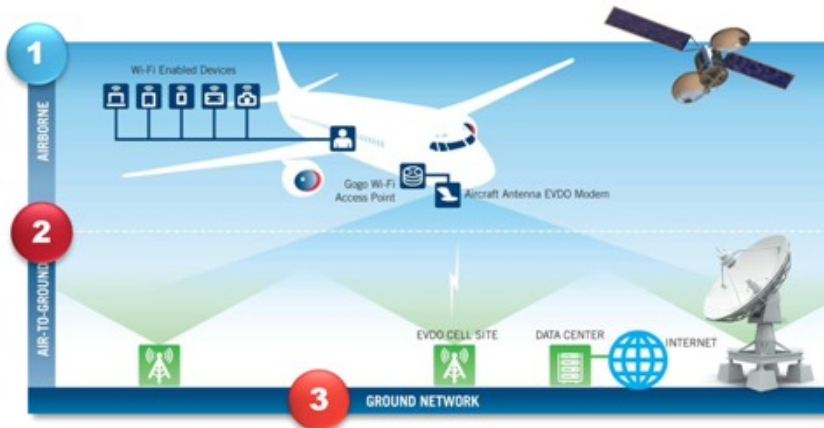 1
Wi-Fi Enabled Devices
AIRBORNE
Gogo Wi-Fi
Access Point
Aircraft Antenna EVDO Modem
2
AIR-TO-GROUND
EVDO CELL SITE
DATA CENTER
INTERNET
3
GROUND NETWORK